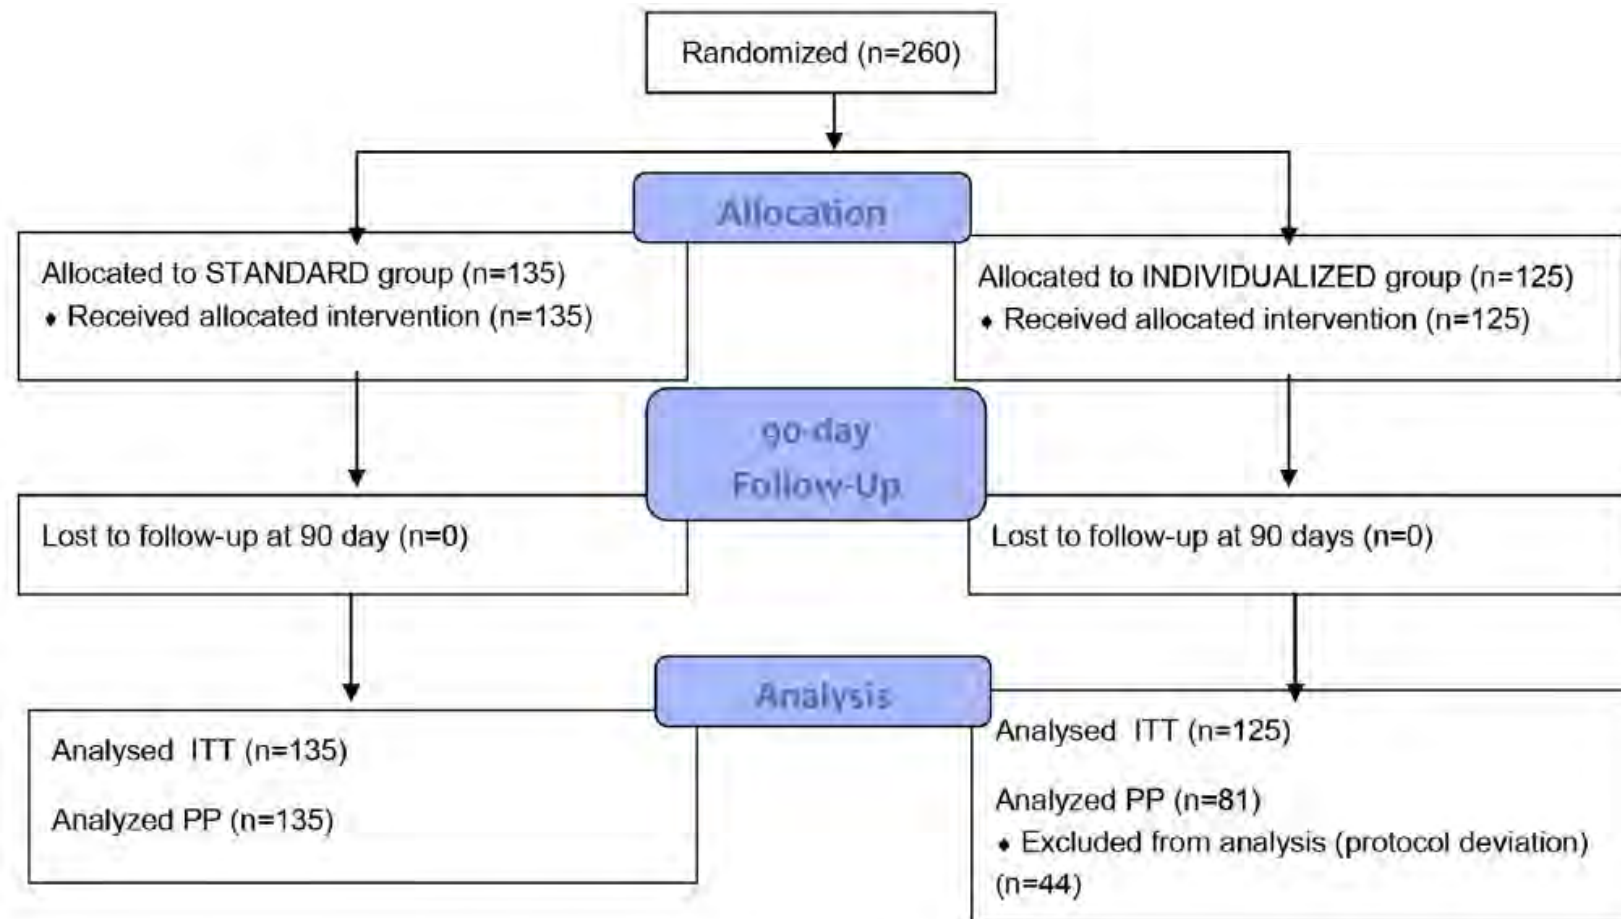 Randomized (n=260)
Allocation
Allocated to STANDARD group (n=135)
♦ Received allocated intervention (n=135)
Allocated to INDIVIDUALIZED group (n=125)
♦ Received allocated intervention (n=125)
90-day
Follow-Up
Lost to follow-up at 90 day (n=0)
Lost to follow-up at 90 days (n=0)
Analysis
Analysed ITT (n=135)
Analyzed PP (n=135)
Analysed ITT (n=125)
Analyzed PP (n=81)
♦ Excluded from analysis (protocol deviation)
(n=44)